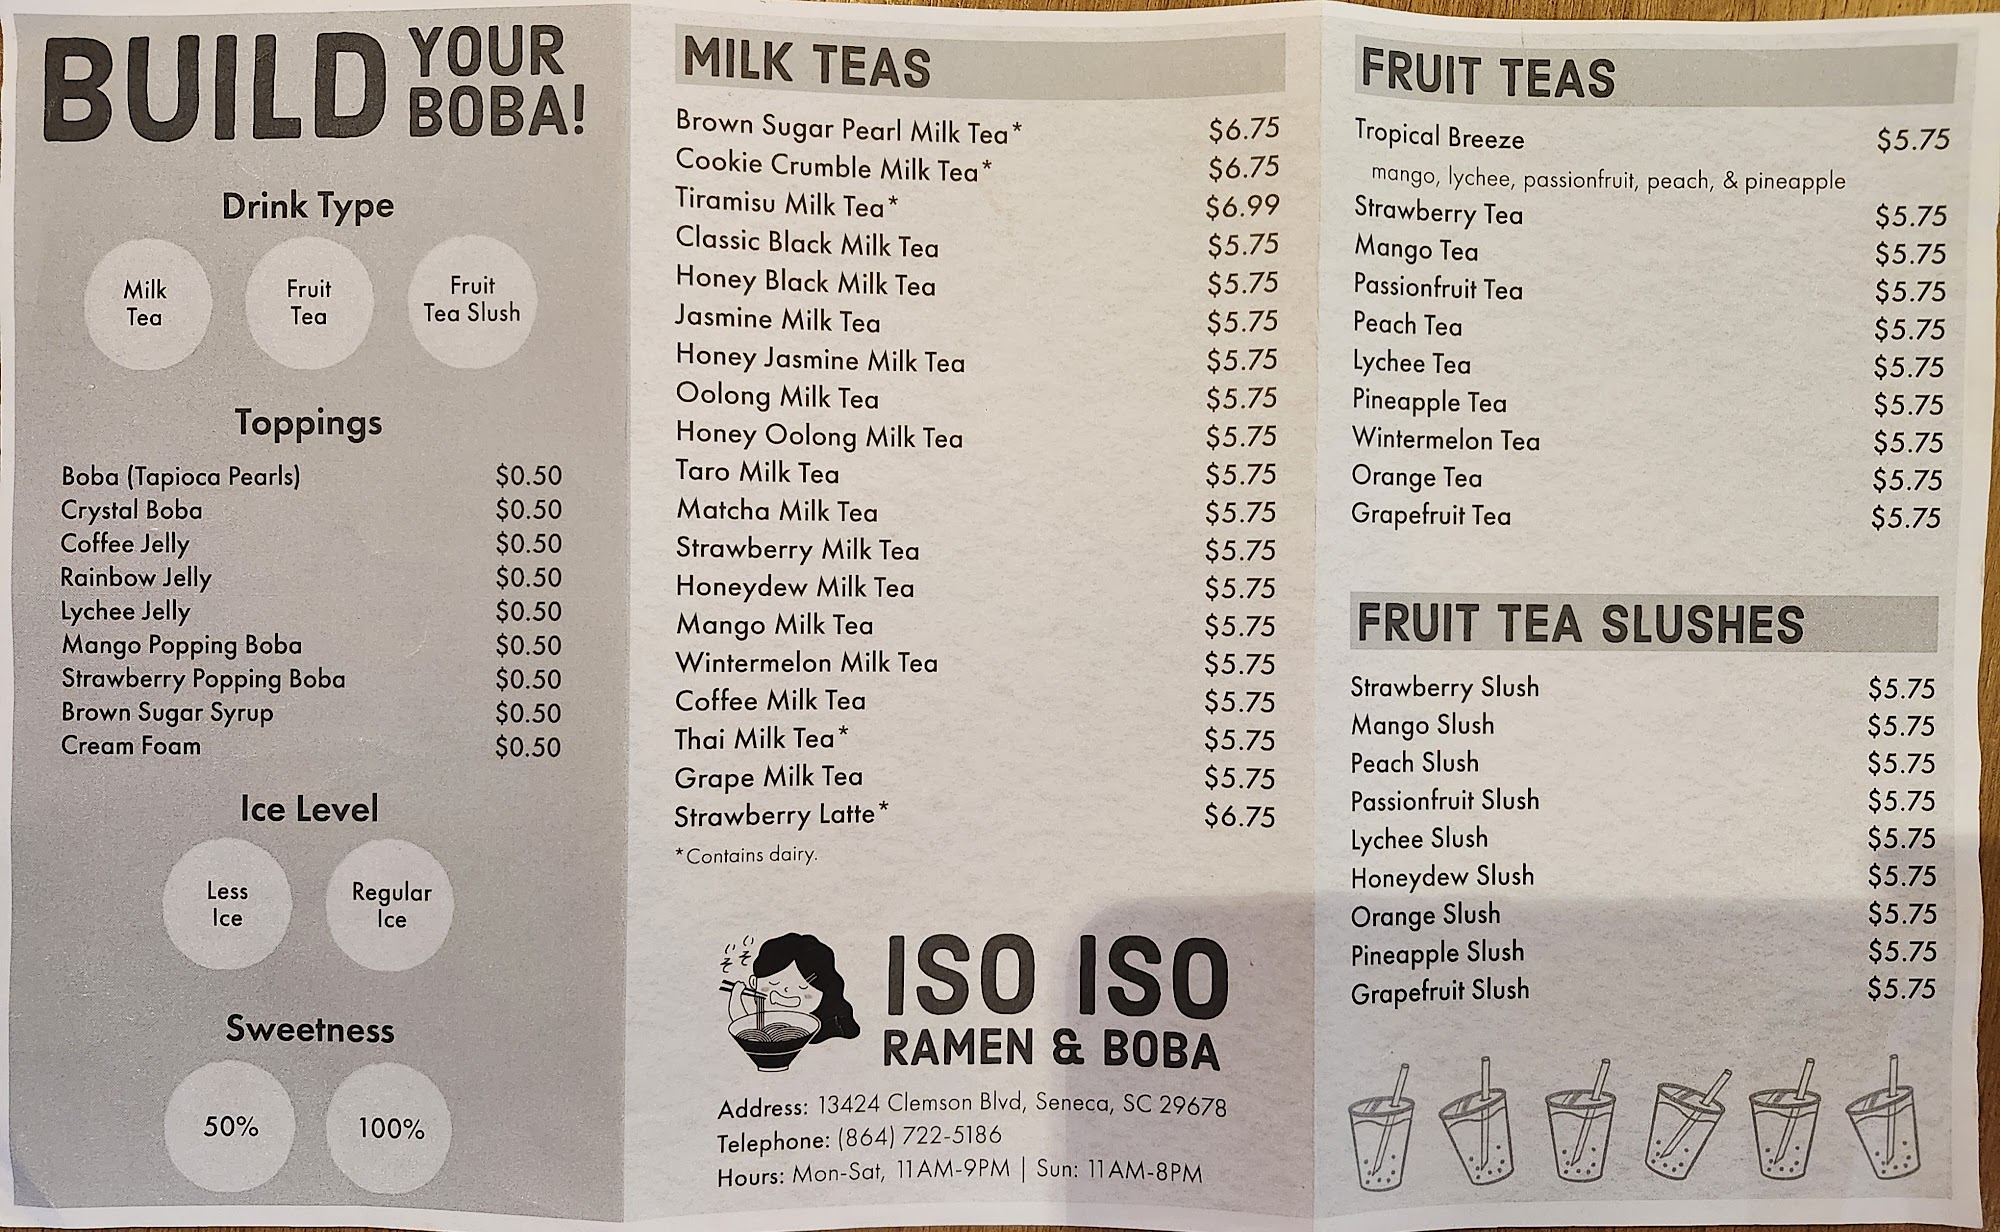 BUILD YOUR BOBA!
Drink Type
Milk Tea
Fruit Tea
Fruit Tea Slush
Toppings
Boba (Tapioca Pearls) $0.50
Crystal Boba $0.50
Coffee Jelly $0.50
Rainbow Jelly $0.50
Lychee Jelly $0.50
Mango Popping Boba $0.50
Strawberry Popping Boba $0.50
Brown Sugar Syrup $0.50
Cream Foam $0.50
Ice Level
Less Ice
Regular Ice
Sweetness
50%
100%
MILK TEAS
Brown Sugar Pearl Milk Tea* $6.75
Cookie Crumble Milk Tea* $6.75
Tiramisu Milk Tea* $6.99
Classic Black Milk Tea $5.75
Honey Black Milk Tea $5.75
Jasmine Milk Tea $5.75
Honey Jasmine Milk Tea $5.75
Oolong Milk Tea $5.75
Honey Oolong Milk Tea $5.75
Taro Milk Tea $5.75
Matcha Milk Tea $5.75
Strawberry Milk Tea $5.75
Honeydew Milk Tea $5.75
Mango Milk Tea $5.75
Wintermelon Milk Tea $5.75
Coffee Milk Tea $5.75
Thai Milk Tea* $5.75
Grape Milk Tea $5.75
Strawberry Latte* $6.75
*Contains dairy.
いそ いそ
ISO ISO
RAMEN & BOBA
Address: 13424 Clemson Blvd, Seneca, SC 29678
Telephone: (864) 722-5186
Hours: Mon-Sat, 11AM-9PM | Sun: 11AM-8PM
FRUIT TEAS
Tropical Breeze $5.75
mango, lychee, passionfruit, peach, & pineapple
Strawberry Tea $5.75
Mango Tea $5.75
Passionfruit Tea $5.75
Peach Tea $5.75
Lychee Tea $5.75
Pineapple Tea $5.75
Wintermelon Tea $5.75
Orange Tea $5.75
Grapefruit Tea $5.75
FRUIT TEA SLUSHES
Strawberry Slush $5.75
Mango Slush $5.75
Peach Slush $5.75
Passionfruit Slush $5.75
Lychee Slush $5.75
Honeydew Slush $5.75
Orange Slush $5.75
Pineapple Slush $5.75
Grapefruit Slush $5.75